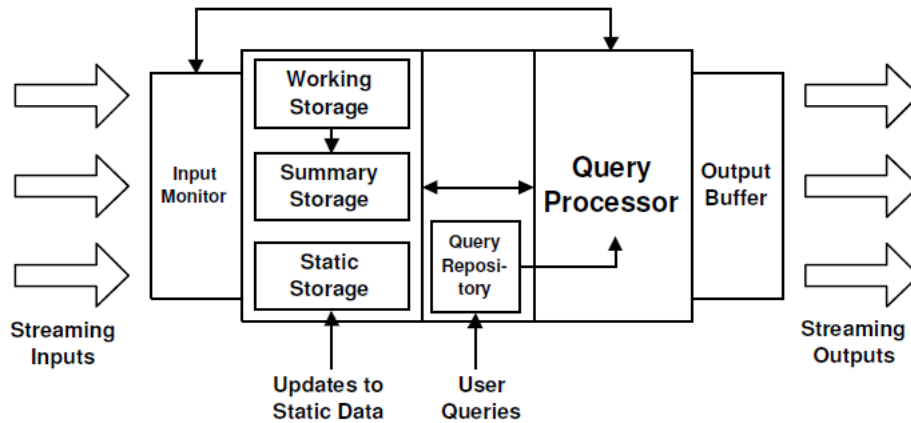 Working
Storage
Summary
Storage
Static
Storage
Input
Monitor
Query
Processor
Query
Reposi-
tory
Output
Buffer
Streaming
Inputs
Updates to
Static Data
User
Queries
Streaming
Outputs